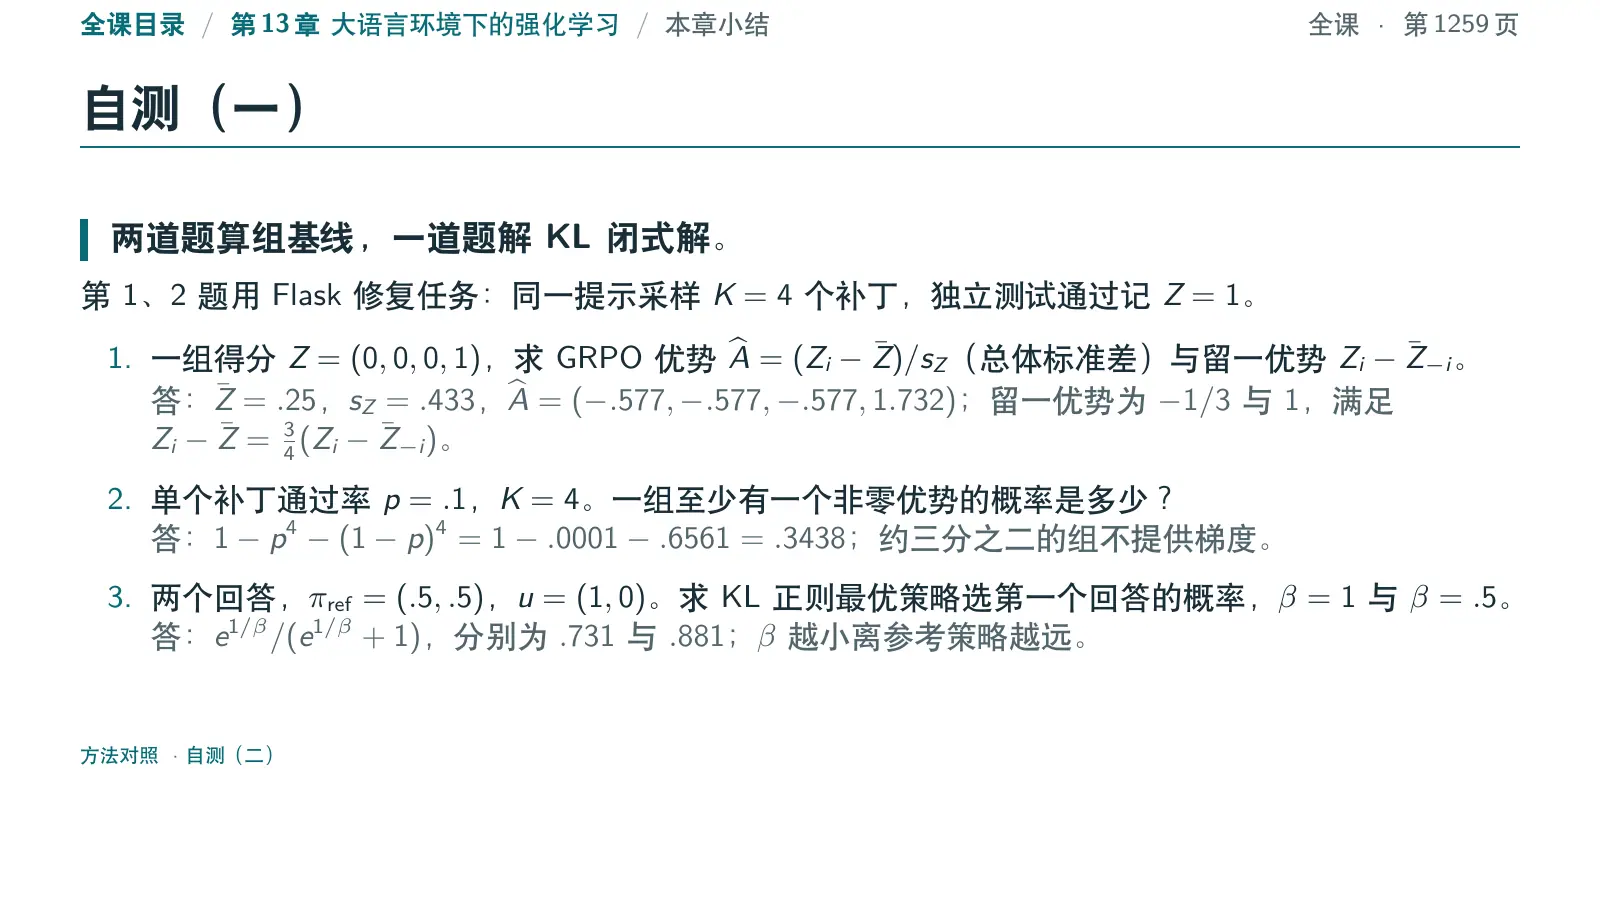 全课目录 / 第 13 章 大语言环境下的强化学习 / 本章小结 全课 · 第 1259 页
自测（一）
两道题算组基线，一道题解 KL 闭式解。
第 1、2 题用 Flask 修复任务：同一提示采样 K = 4 个补丁，独立测试通过记 Z = 1。
1. 一组得分 Z = (0, 0, 0, 1)，求 GRPO 优势 Â = (Zᵢ − Z̄)/s_Z（总体标准差）与留一优势 Zᵢ − Z̄₋ᵢ。
答：Z̄ = .25，s_Z = .433，Â = (−.577, −.577, −.577, 1.732)；留一优势为 −1/3 与 1，满足
Zᵢ − Z̄ = ¾(Zᵢ − Z̄₋ᵢ)。
2. 单个补丁通过率 p = .1，K = 4。一组至少有一个非零优势的概率是多少？
答：1 − p⁴ − (1 − p)⁴ = 1 − .0001 − .6561 = .3438；约三分之二的组不提供梯度。
3. 两个回答，π_ref = (.5, .5)，u = (1, 0)。求 KL 正则最优策略选第一个回答的概率，β = 1 与 β = .5。
答：e^{1/β}/(e^{1/β} + 1)，分别为 .731 与 .881；β 越小离参考策略越远。
方法对照 · 自测（二）